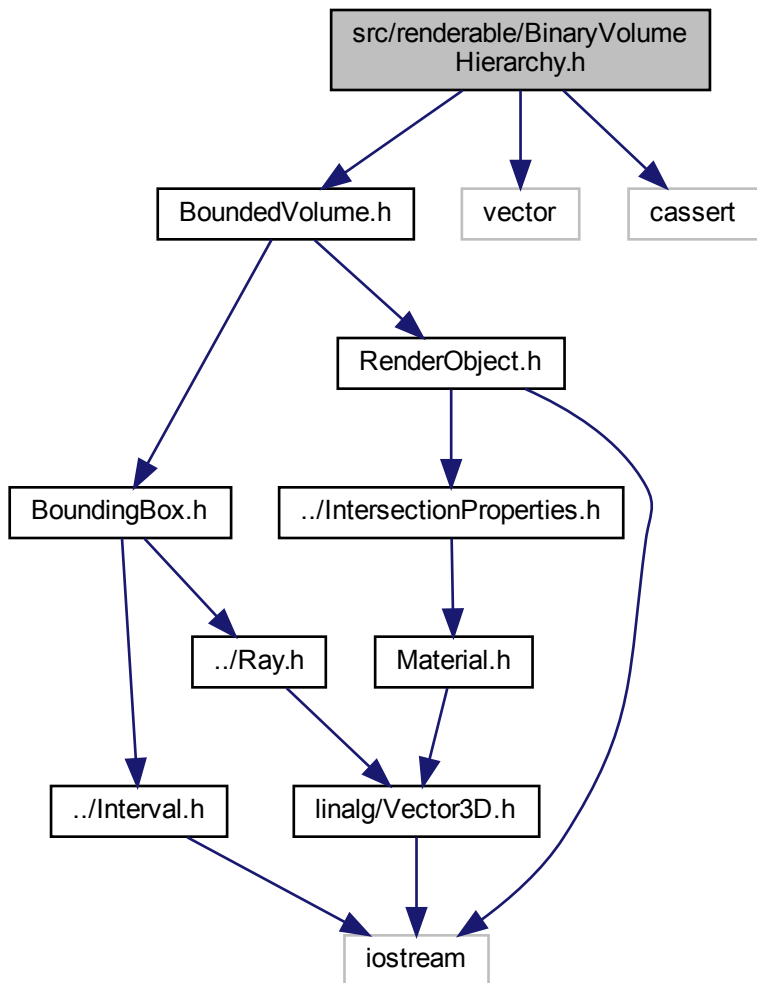 src/renderable/BinaryVolume
Hierarchy.h
BoundedVolume.h
vector
cassert
RenderObject.h
BoundingBox.h
../IntersectionProperties.h
../Ray.h
Material.h
../Interval.h
linalg/Vector3D.h
iostream